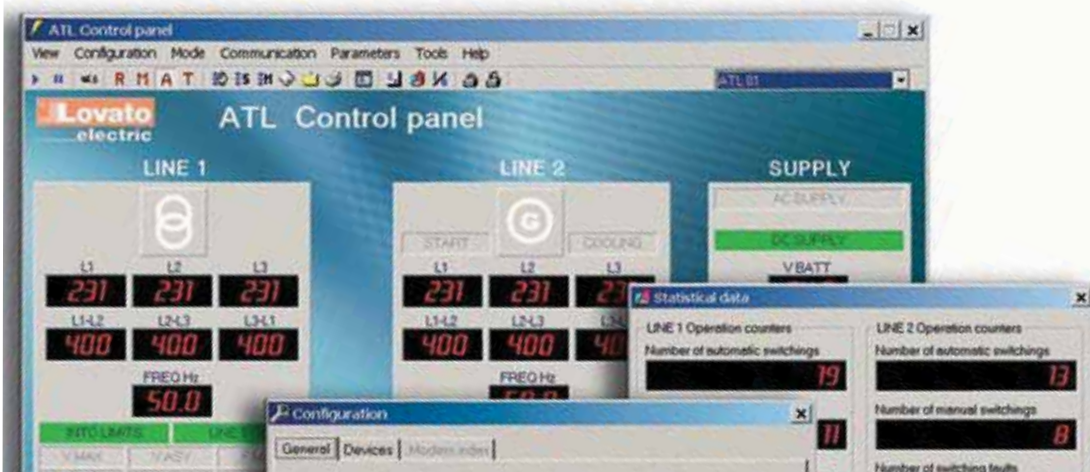 ATL Control panel
View Configuration Mode Communication Parameters Tools Help
R M A T
ATL 01
Lovato
electric
ATL Control panel
LINE 1
LINE 2
SUPPLY
AC SUPPLY
G
START
COOLING
DC SUPPLY
L1 L2 L3
L1 L2 L3
V BATT
231 231 231
231 231
Statistical data
L1-L2 L2-L3 L3-L1
L1-L2 L2-L3
LINE 1 Operation counters
LINE 2 Operation counters
400 400 400
400 400
Number of automatic switchings
Number of automatic switchings
FREQ Hz
FREQ Hz
19
13
50.0
50.0
Configuration
Number of manual switchings
INTO LIMITS
11
8
General Devices Modem index
V MAX V ASY
Number of switching faults